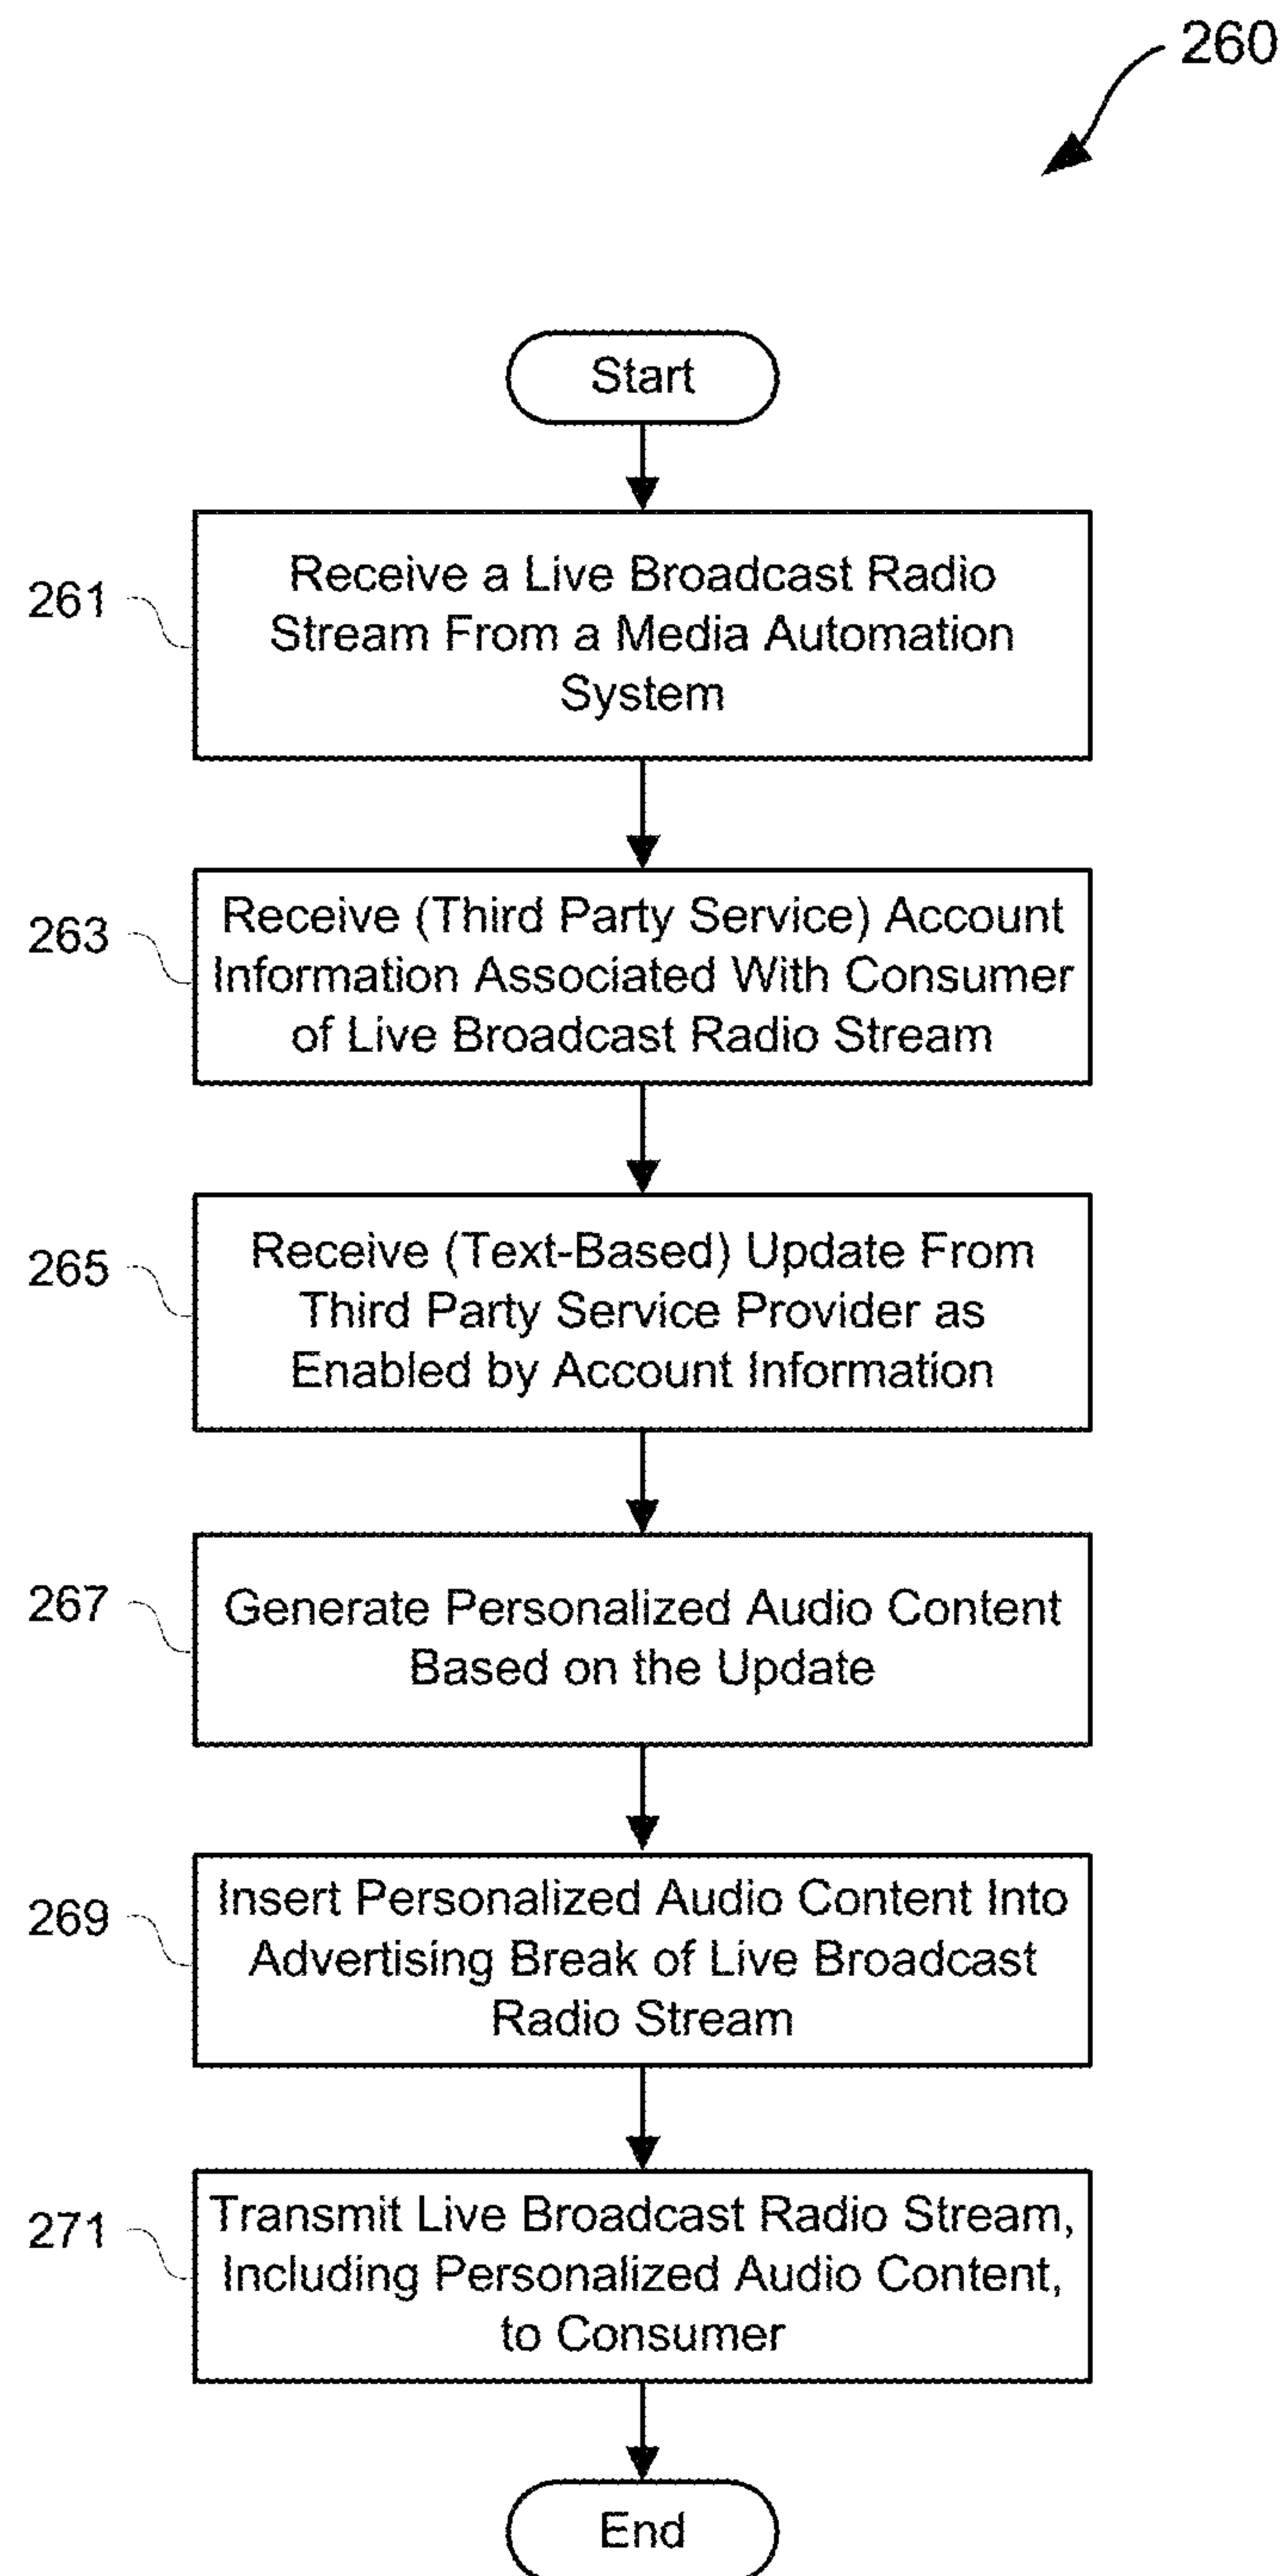 260
Start
261
Receive a Live Broadcast Radio
Stream From a Media Automation
System
263
Receive (Third Party Service) Account
Information Associated With Consumer
of Live Broadcast Radio Stream
265
Receive (Text-Based) Update From
Third Party Service Provider as
Enabled by Account Information
267
Generate Personalized Audio Content
Based on the Update
269
Insert Personalized Audio Content Into
Advertising Break of Live Broadcast
Radio Stream
271
Transmit Live Broadcast Radio Stream,
Including Personalized Audio Content,
to Consumer
End